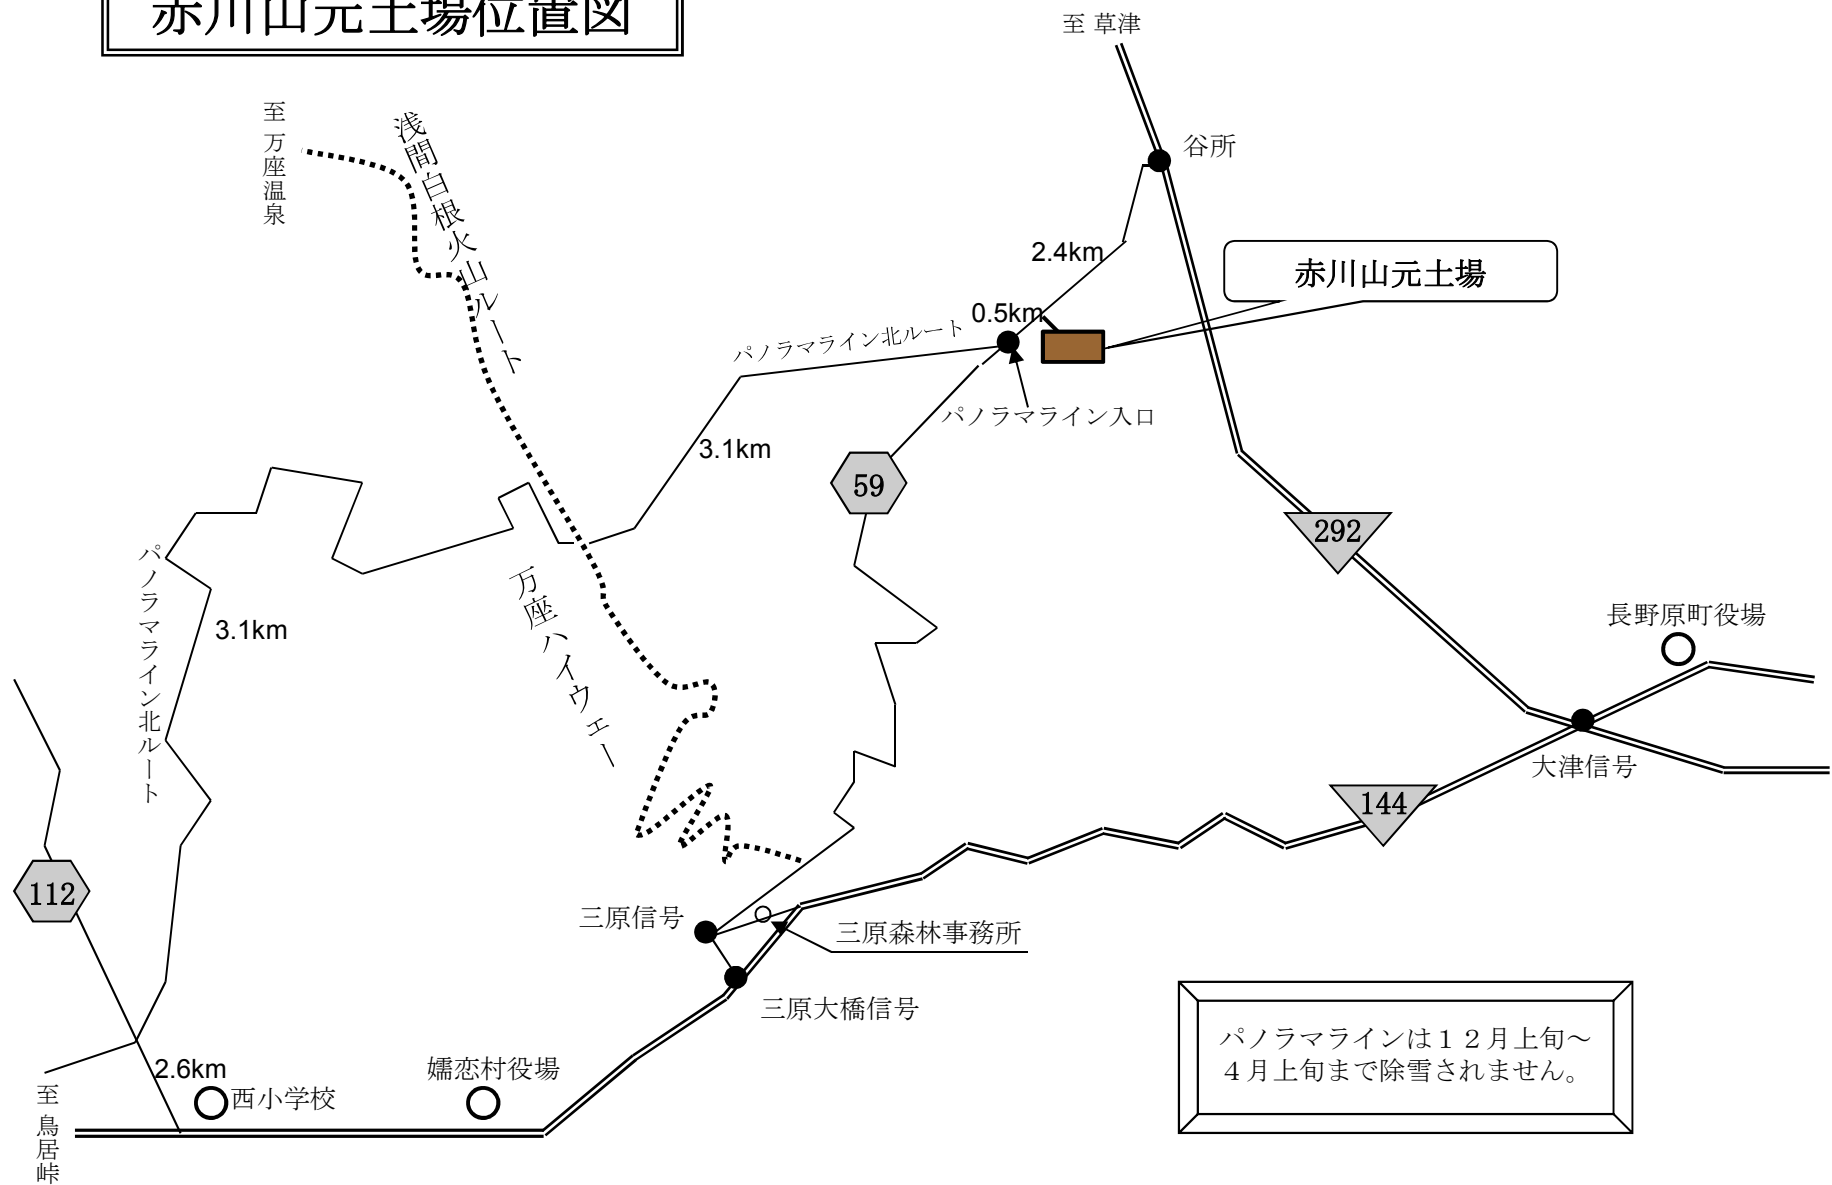 赤川山元土場位置図
至 草津
至 万座温泉
浅間白根火山ルート
谷所
2.4km
赤川山元土場
0.5km
パノラマライン北ルート
パノラマライン入口
3.1km
59
292
パノラマライン北ルート
3.1km
万座ハイウェー
長野原町役場
大津信号
144
112
三原信号
三原森林事務所
三原大橋信号
パノラマラインは１２月上旬～
４月上旬まで除雪されません。
2.6km
西小学校
嬬恋村役場
至 鳥居峠